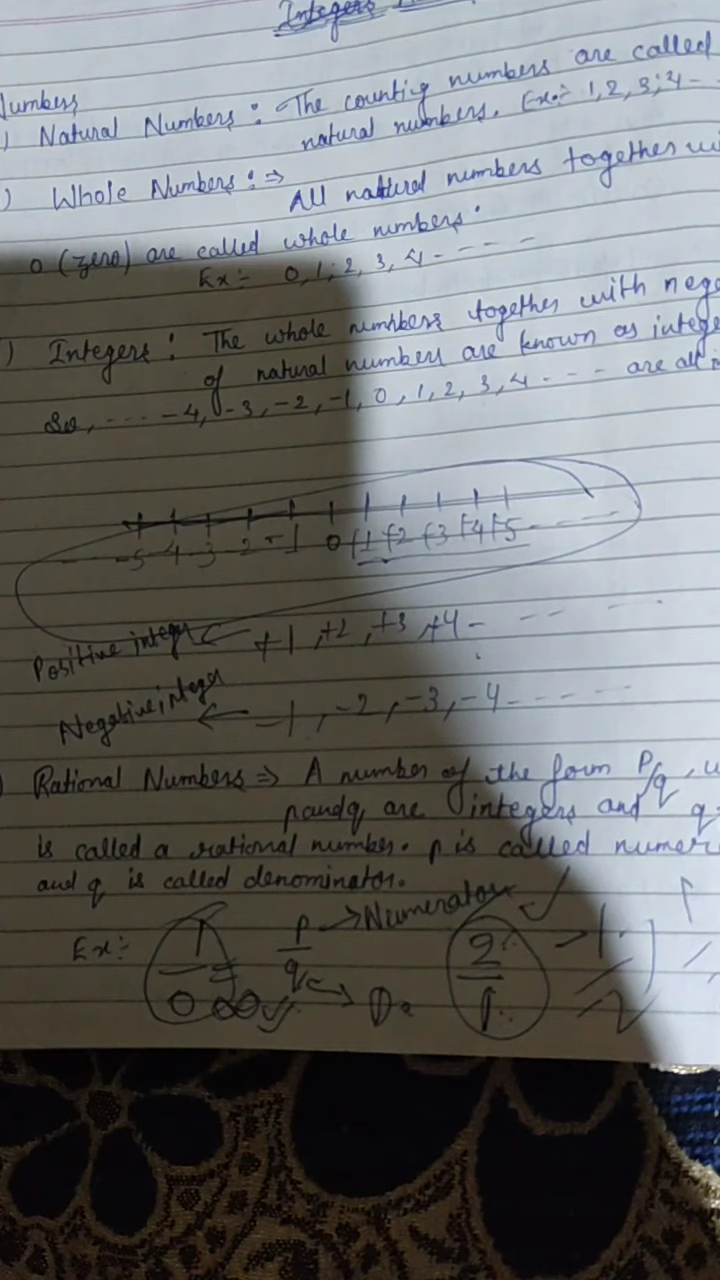 Integers
Numbers
) Natural Numbers : The counting numbers are called
natural numbers. Ex:- 1, 2, 3, 4 - -
) Whole Numbers : ⇒
All natural numbers together wi
0 (zero) are called whole numbers.
Ex:- 0, 1, 2, 3, 4 - - - - -
) Integers : The whole numbers together with nega
of natural numbers are known as intege
So, - - - - 4, -3, -2, -1, 0, 1, 2, 3, 4 - - - are all i
-5 -4 -3 -2 -1 0 +1 +2 +3 +4 +5 - - - -
Positive integer ← +1, +2, +3, +4 - - - -
Negative integer ← -1, -2, -3, -4 - - - - -
) Rational Numbers ⇒ A number of the form P/q, w
p and q are integers and q
is called a rational number. p is called numer
and q is called denominator.
Ex:- 1/0 = ∞ p/q → Numerator 2/1
→ D.